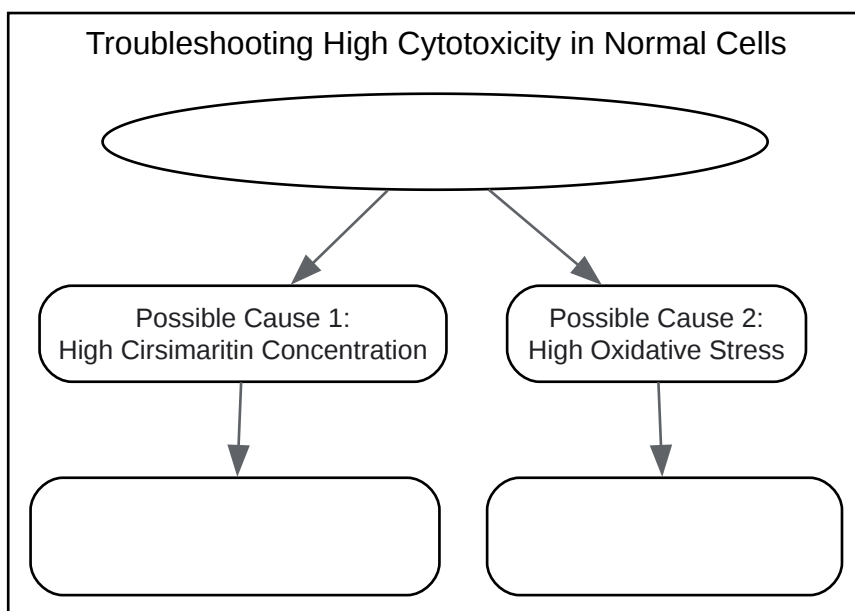 Troubleshooting High Cytotoxicity in Normal Cells
Possible Cause 1:
High Cirsimaritin Concentration
Possible Cause 2:
High Oxidative Stress